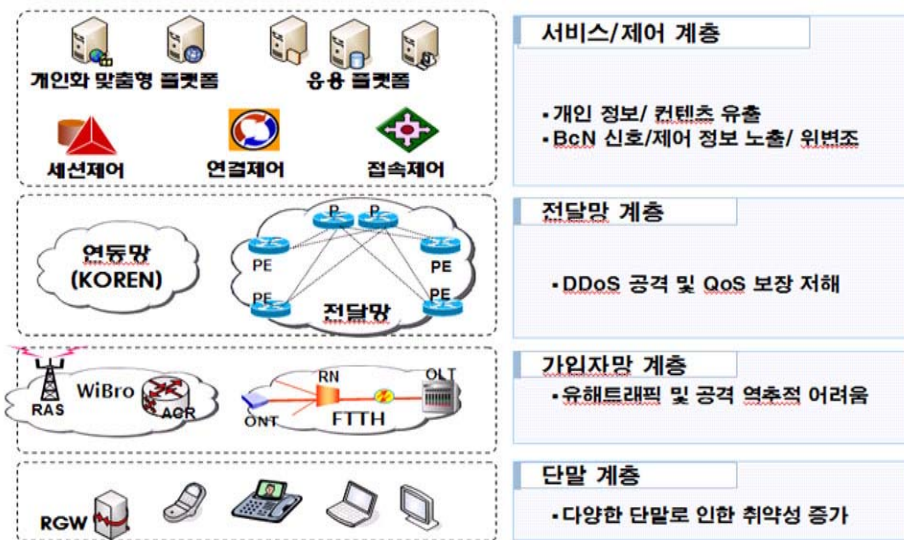 서비스/제어 계층
개인화 맞춤형 플랫폼
응용 플랫폼
세션제어
연결제어
접속제어
▪개인 정보/ 컨텐츠 유출
▪BcN 신호/제어 정보 노출/ 위변조
전달망 계층
연동망
(KOREN)
P
P
PE
PE
PE
PE
전달망
▪DDoS 공격 및 QoS 보장 저해
가입자망 계층
RAS
WiBro
ACR
ONT
RN
OLT
FTTH
▪유해트래픽 및 공격 역추적 어려움
단말 계층
RGW
▪다양한 단말로 인한 취약성 증가